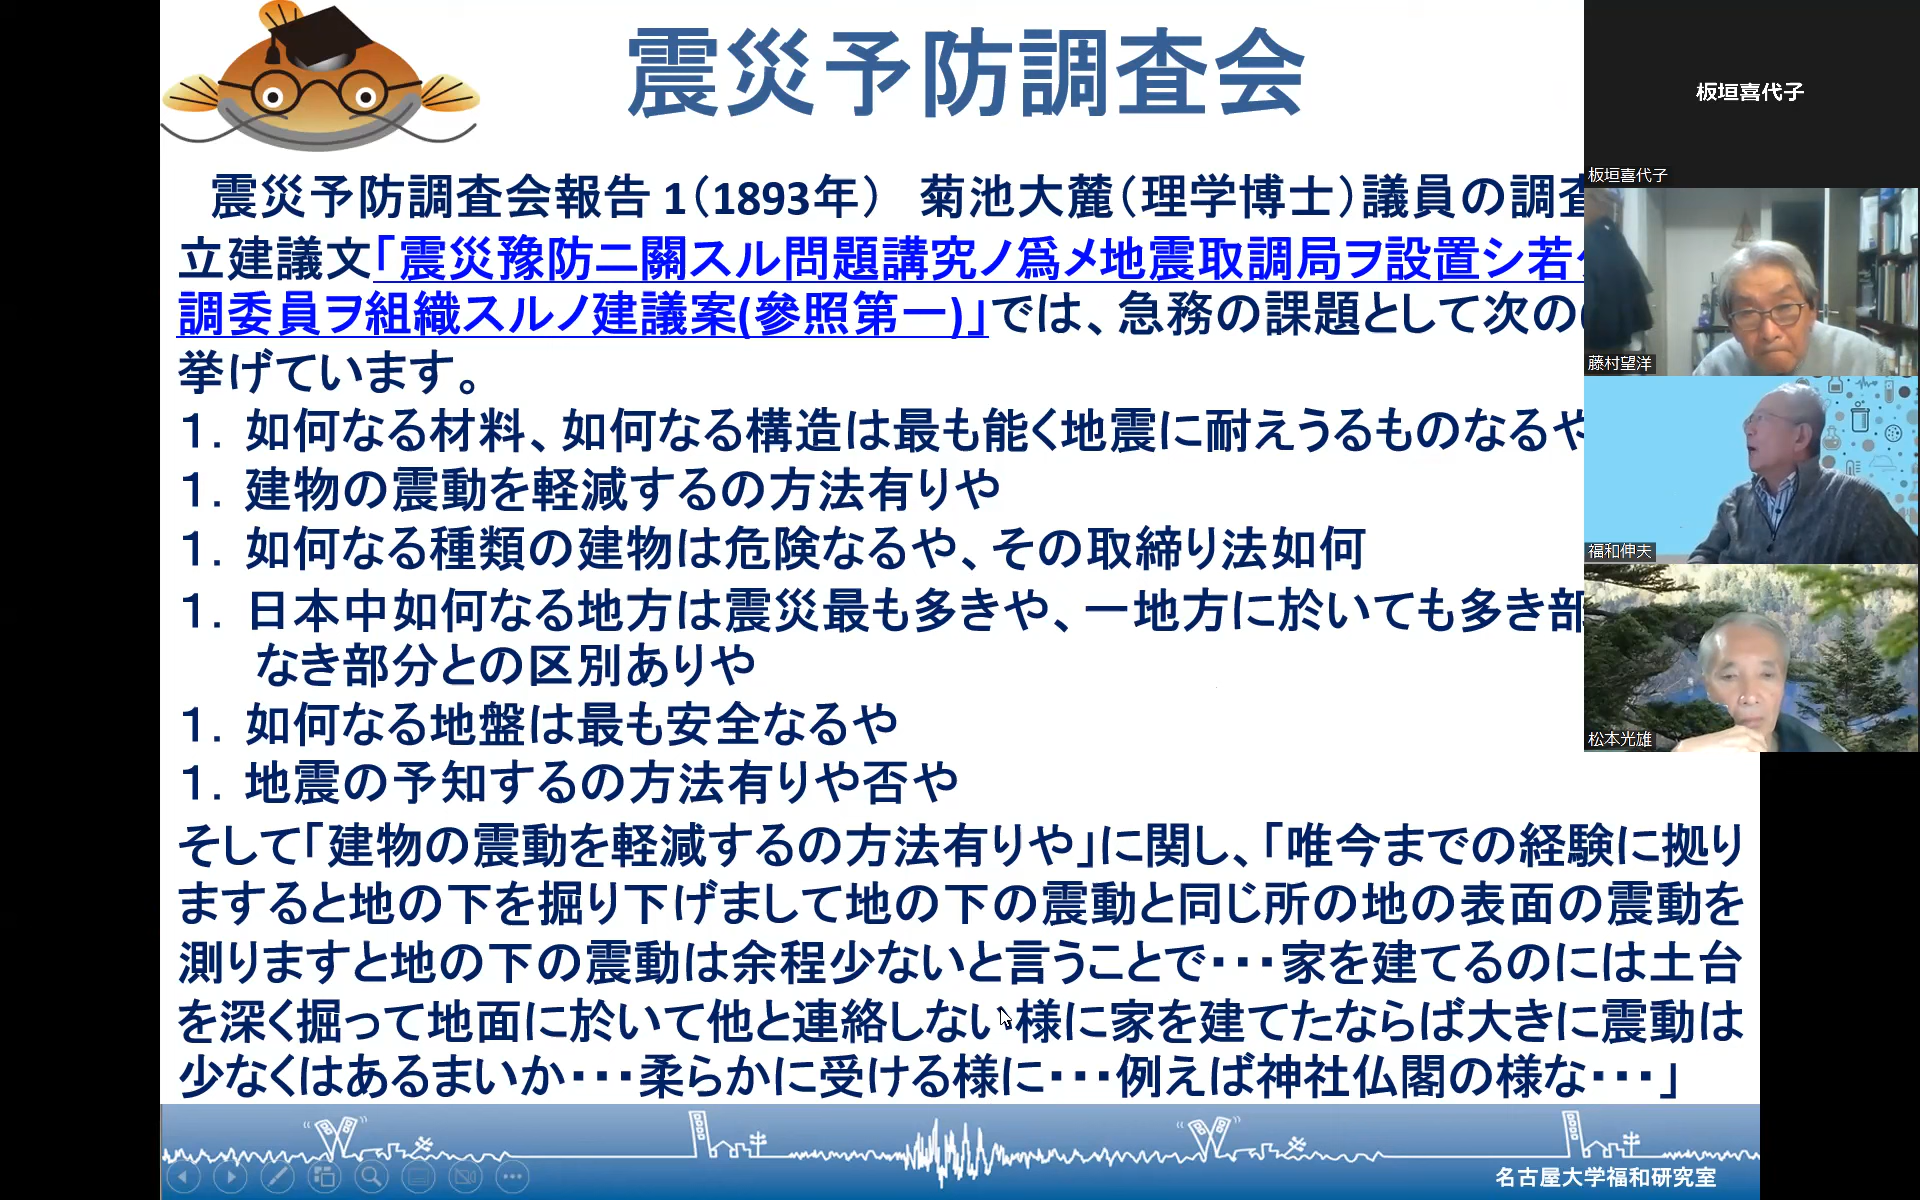 震災予防調査会
震災予防調査会報告 1（1893年）　菊池大麓（理学博士）議員の調査
立建議文「震災豫防ニ關スル問題講究ノ爲メ地震取調局ヲ設置シ若
調委員ヲ組織スルノ建議案(參照第一)」では、急務の課題として次の
挙げています。
1．如何なる材料、如何なる構造は最も能く地震に耐えうるものなるや
1．建物の震動を軽減するの方法有りや
1．如何なる種類の建物は危険なるや、その取締り法如何
1．日本中如何なる地方は震災最も多きや、一地方に於いても多き部
なき部分との区別ありや
1．如何なる地盤は最も安全なるや
1．地震の予知するの方法有りや否や
そして「建物の震動を軽減するの方法有りや」に関し、「唯今までの経験に拠り
ますると地の下を掘り下げまして地の下の震動と同じ所の地の表面の震動を
測りますと地の下の震動は余程少ないと言うことで・・・家を建てるのには土台
を深く掘って地面に於いて他と連絡しない様に家を建てたならば大きに震動は
少なくはあるまいか・・・柔らかに受ける様に・・・例えば神社仏閣の様な・・・」
名古屋大学福和研究室
板垣喜代子
板垣喜代子
藤村望洋
福和伸夫
松本光雄